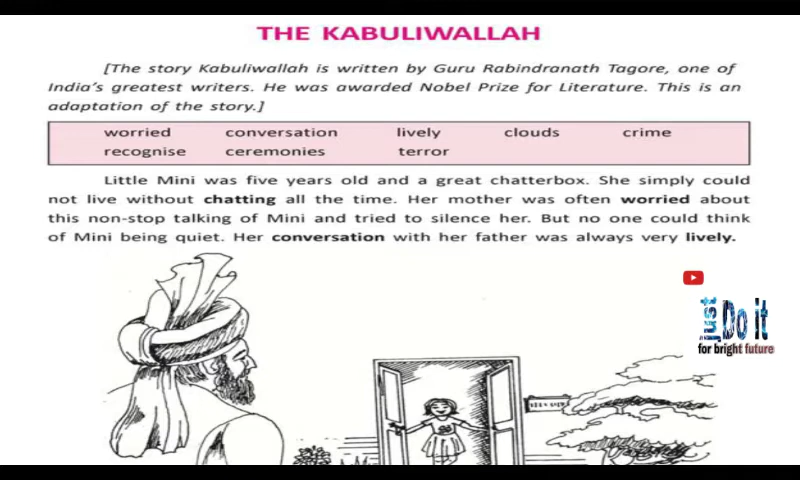 THE KABULIWALLAH
[The story Kabuliwallah is written by Guru Rabindranath Tagore, one of
India's greatest writers. He was awarded Nobel Prize for Literature. This is an
adaptation of the story.]
worried conversation lively clouds crime
recognise ceremonies terror
Little Mini was five years old and a great chatterbox. She simply could
not live without chatting all the time. Her mother was often worried about
this non-stop talking of Mini and tried to silence her. But no one could think
of Mini being quiet. Her conversation with her father was always very lively.
just Do it
for bright future